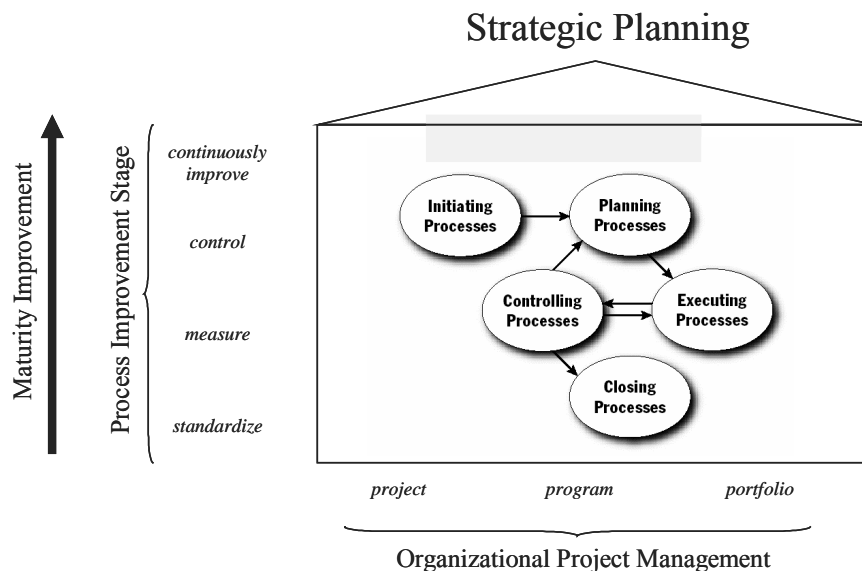 Strategic Planning
Maturity Improvement
Process Improvement Stage
continuously
improve
control
measure
standardize
Initiating
Processes
Planning
Processes
Controlling
Processes
Executing
Processes
Closing
Processes
project
program
portfolio
Organizational Project Management